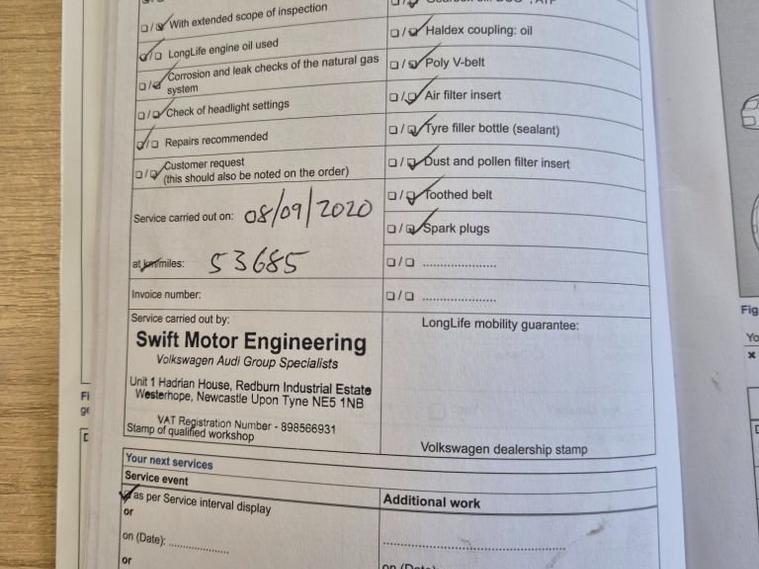 With extended scope of inspection
LongLife engine oil used
Corrosion and leak checks of the natural gas
system
Check of headlight settings
Repairs recommended
Customer request
(this should also be noted on the order)
Service carried out on: 08/09/2020
at km/miles: 53685
Invoice number:
Service carried out by:
Swift Motor Engineering
Volkswagen Audi Group Specialists
Unit 1 Hadrian House, Redburn Industrial Estate
Westerhope, Newcastle Upon Tyne NE5 1NB
VAT Registration Number - 898566931
Stamp of qualified workshop
Haldex coupling: oil
Poly V-belt
Air filter insert
Tyre filler bottle (sealant)
Dust and pollen filter insert
Toothed belt
Spark plugs
LongLife mobility guarantee:
Volkswagen dealership stamp
Your next services
Service event
as per Service interval display
or
on (Date):
or
Additional work
Fig
Yo